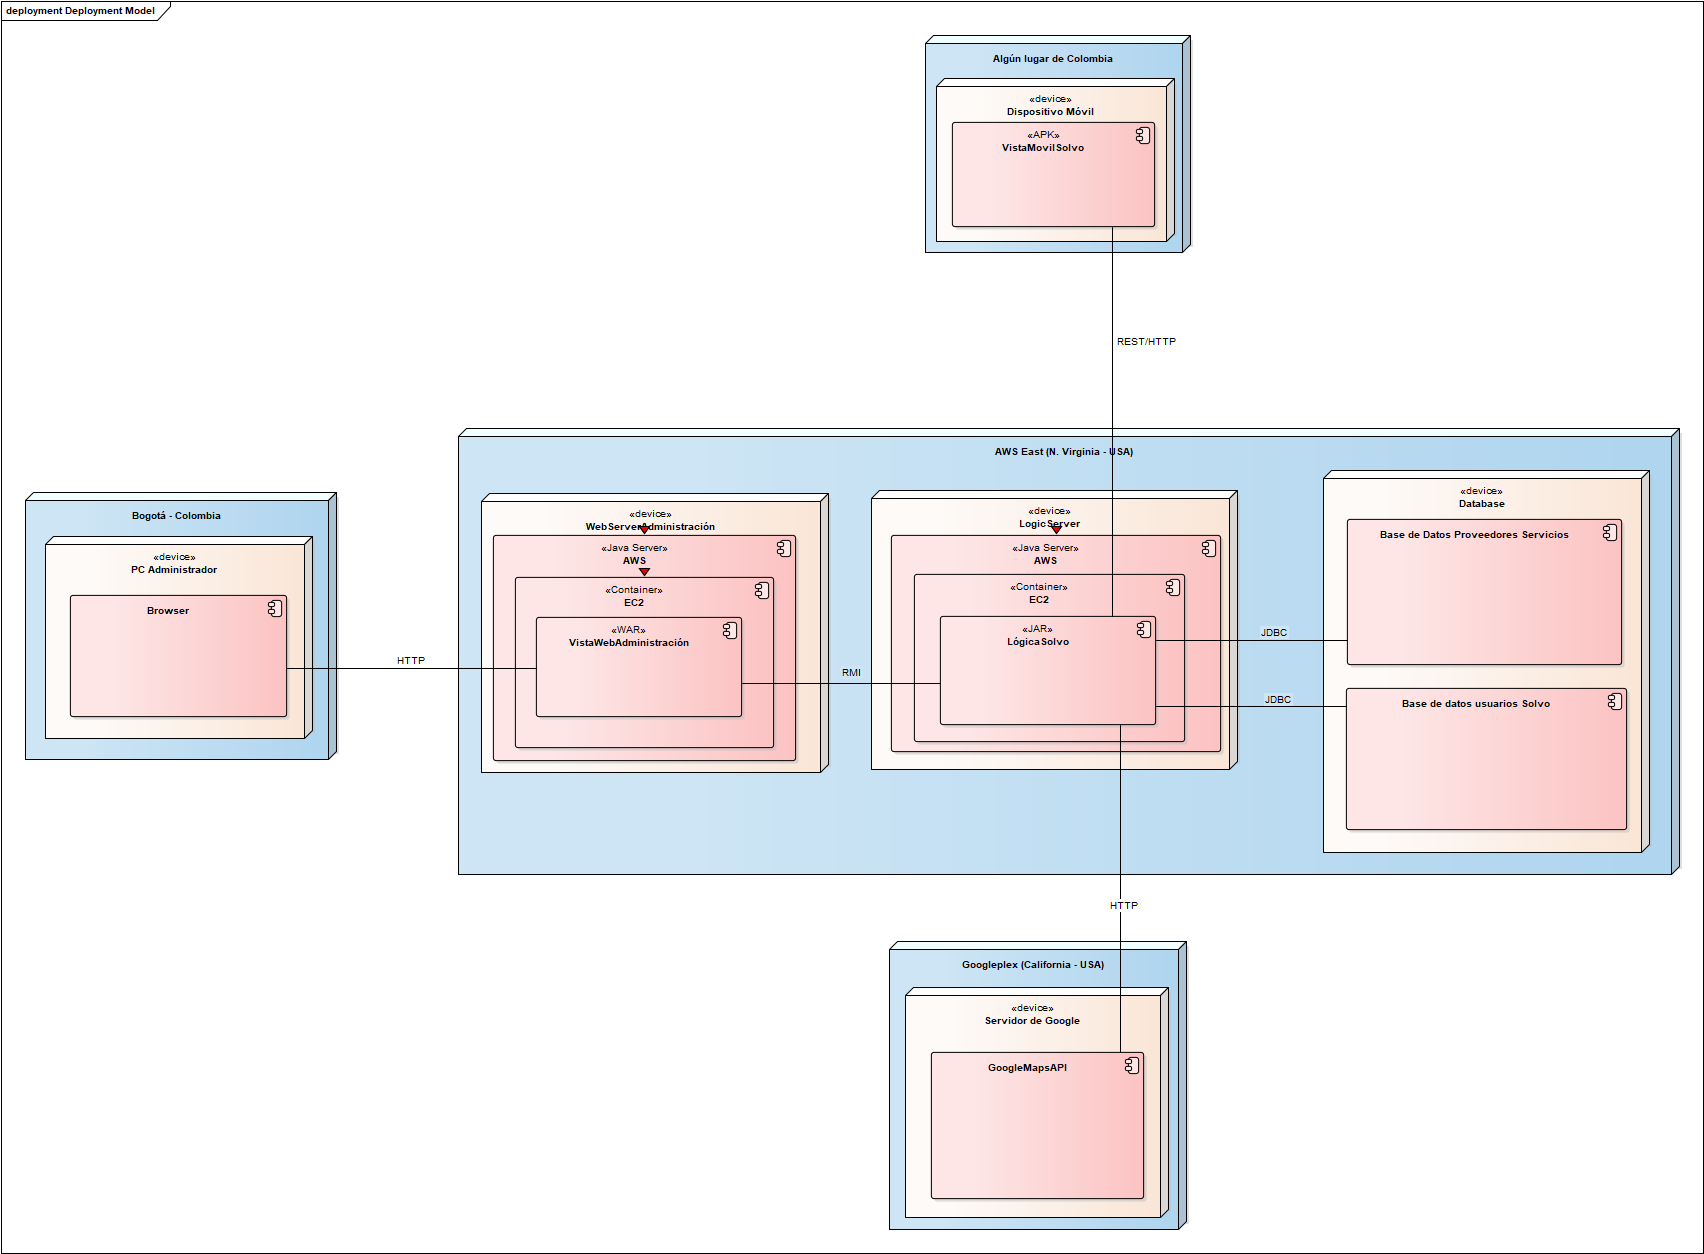 deployment Deployment Model
Algún lugar de Colombia
«device»
Dispositivo Móvil
«APK»
VistaMovilSolvo
REST/HTTP
AWS East (N. Virginia - USA)
Bogotá - Colombia
«device»
PC Administrador
Browser
HTTP
«device»
WebServerAdministración
«Java Server»
AWS
«Container»
EC2
«WAR»
VistaWebAdministración
RMI
«device»
LogicServer
«Java Server»
AWS
«Container»
EC2
«JAR»
LógicaSolvo
JDBC
JDBC
«device»
Database
Base de Datos Proveedores Servicios
Base de datos usuarios Solvo
HTTP
Googleplex (California - USA)
«device»
Servidor de Google
GoogleMapsAPI